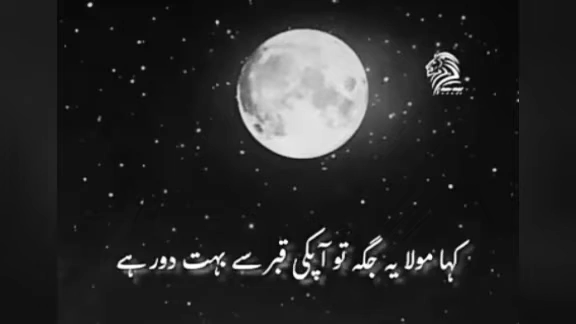 کہا مولا یہ جگہ تو آپکی قبر سے بہت دور ہے